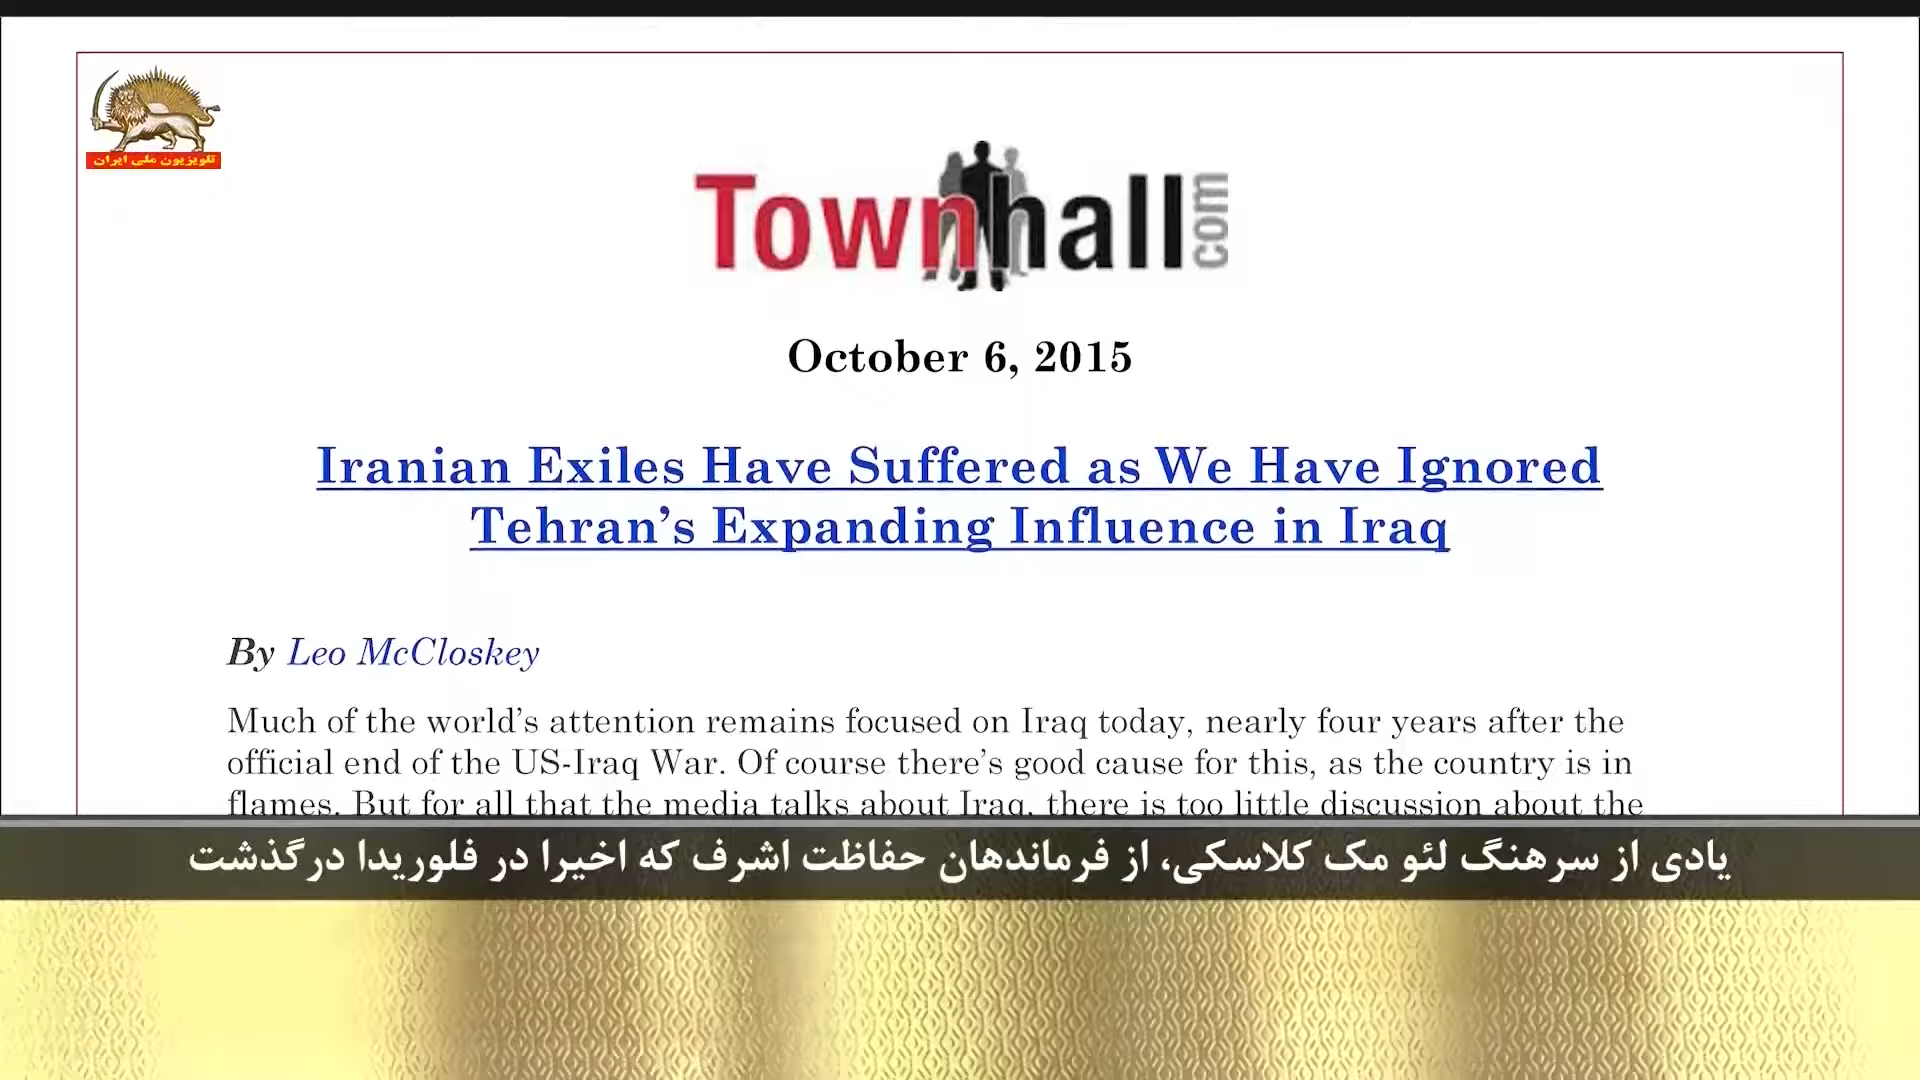 تلویزیون ملی ایران
Townhall.com
October 6, 2015
Iranian Exiles Have Suffered as We Have Ignored
Tehran’s Expanding Influence in Iraq
By Leo McCloskey
Much of the world’s attention remains focused on Iraq today, nearly four years after the
official end of the US-Iraq War. Of course there’s good cause for this, as the country is in
flames. But for all that the media talks about Iraq, there is too little discussion about the
یادی از سرهنگ لئو مک کلاسکی، از فرماندهان حفاظت اشرف که اخیرا در فلوریدا درگذشت